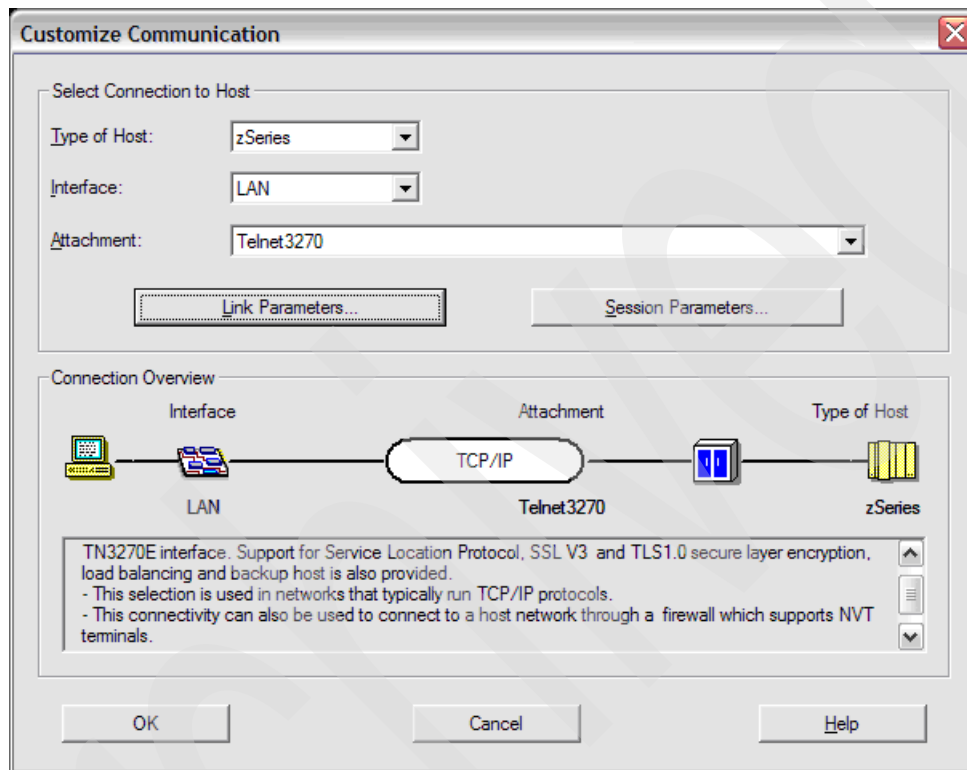 Customize Communication
Select Connection to Host
Type of Host: zSeries
Interface: LAN
Attachment: Telnet3270
Link Parameters... Session Parameters...
Connection Overview
Interface Attachment Type of Host
TCP/IP
LAN Telnet3270 zSeries
TN3270E interface. Support for Service Location Protocol, SSL V3 and TLS1.0 secure layer encryption,
load balancing and backup host is also provided.
- This selection is used in networks that typically run TCP/IP protocols.
- This connectivity can also be used to connect to a host network through a firewall which supports NVT
terminals.
OK Cancel Help